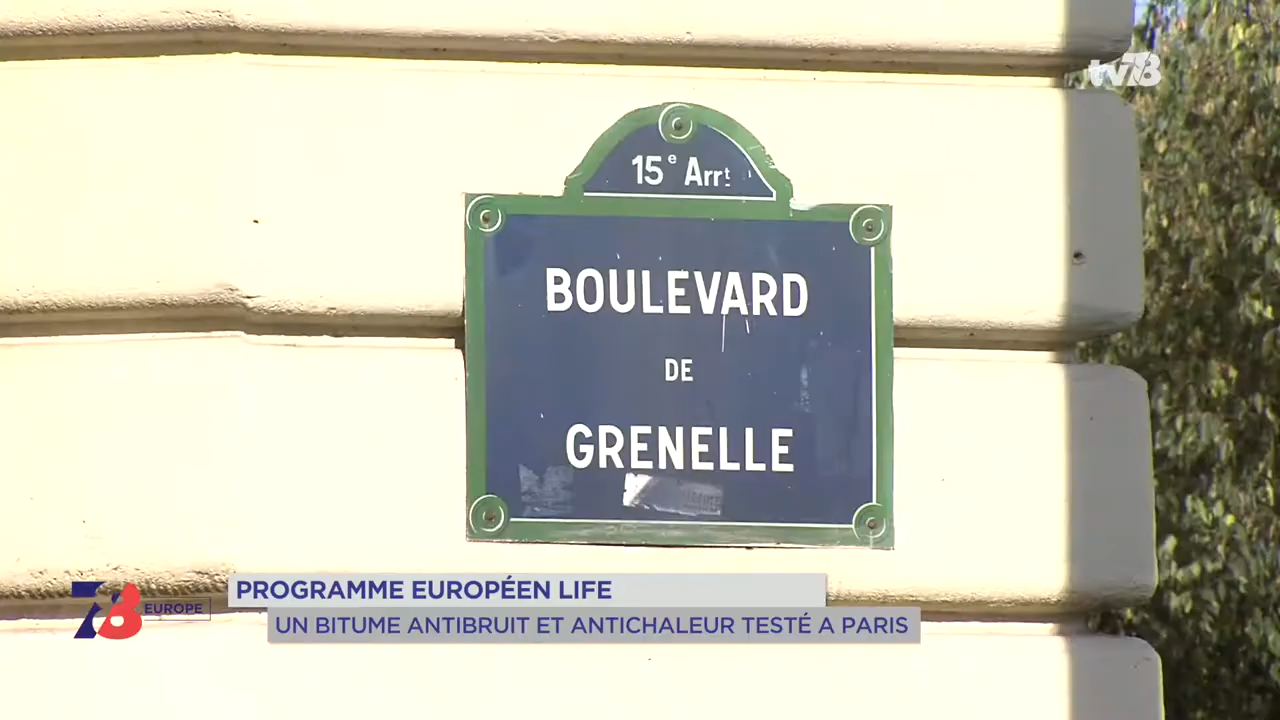 tv78
15e Arrt
BOULEVARD
DE
GRENELLE
PROGRAMME EUROPÉEN LIFE
78 EUROPE
UN BITUME ANTIBRUIT ET ANTICHALEUR TESTÉ A PARIS